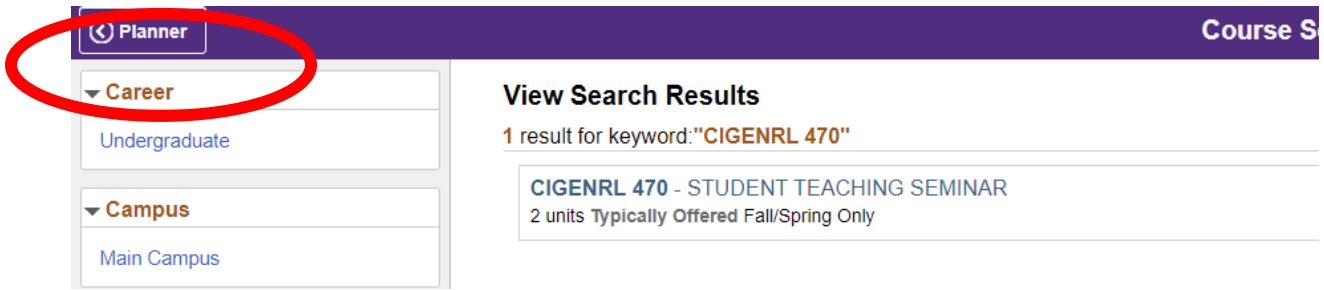 Planner
Course S
Career
Undergraduate
Campus
Main Campus
View Search Results
1 result for keyword:"CIGENRL 470"
CIGENRL 470 - STUDENT TEACHING SEMINAR
2 units Typically Offered Fall/Spring Only